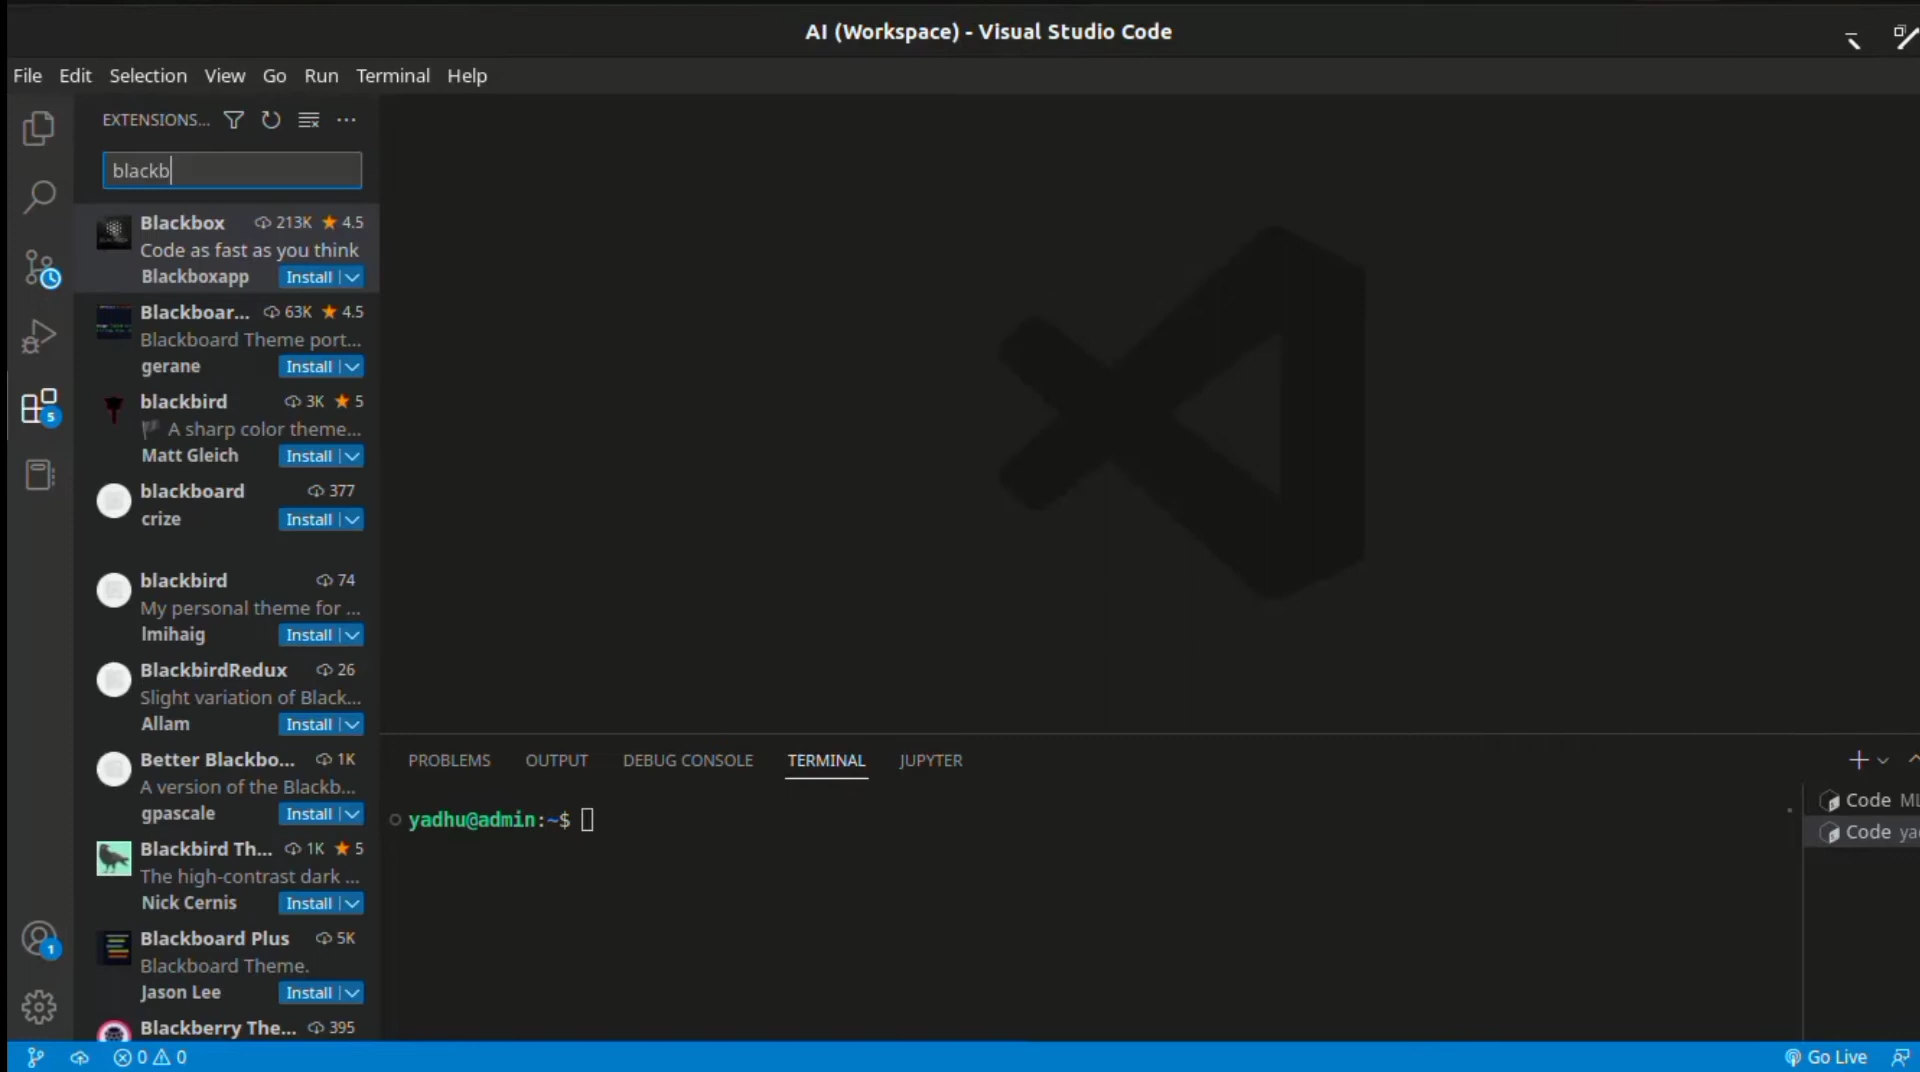 AI (Workspace) - Visual Studio Code
File Edit Selection View Go Run Terminal Help
EXTENSIONS...
blackb
Blackbox 213K 4.5
Code as fast as you think
Blackboxapp Install
Blackboar... 63K 4.5
Blackboard Theme port...
gerane Install
blackbird 3K 5
A sharp color theme...
Matt Gleich Install
blackboard 377
crize Install
blackbird 74
My personal theme for ...
lmihaig Install
BlackbirdRedux 26
Slight variation of Black...
Allam Install
Better Blackbo... 1K
A version of the Blackb...
gpascale Install
Blackbird Th... 1K 5
The high-contrast dark ...
Nick Cernis Install
Blackboard Plus 5K
Blackboard Theme.
Jason Lee Install
Blackberry The... 395
5
1
PROBLEMS OUTPUT DEBUG CONSOLE TERMINAL JUPYTER
yadhu@admin:~$
Code ML
Code yad
0 0
Go Live